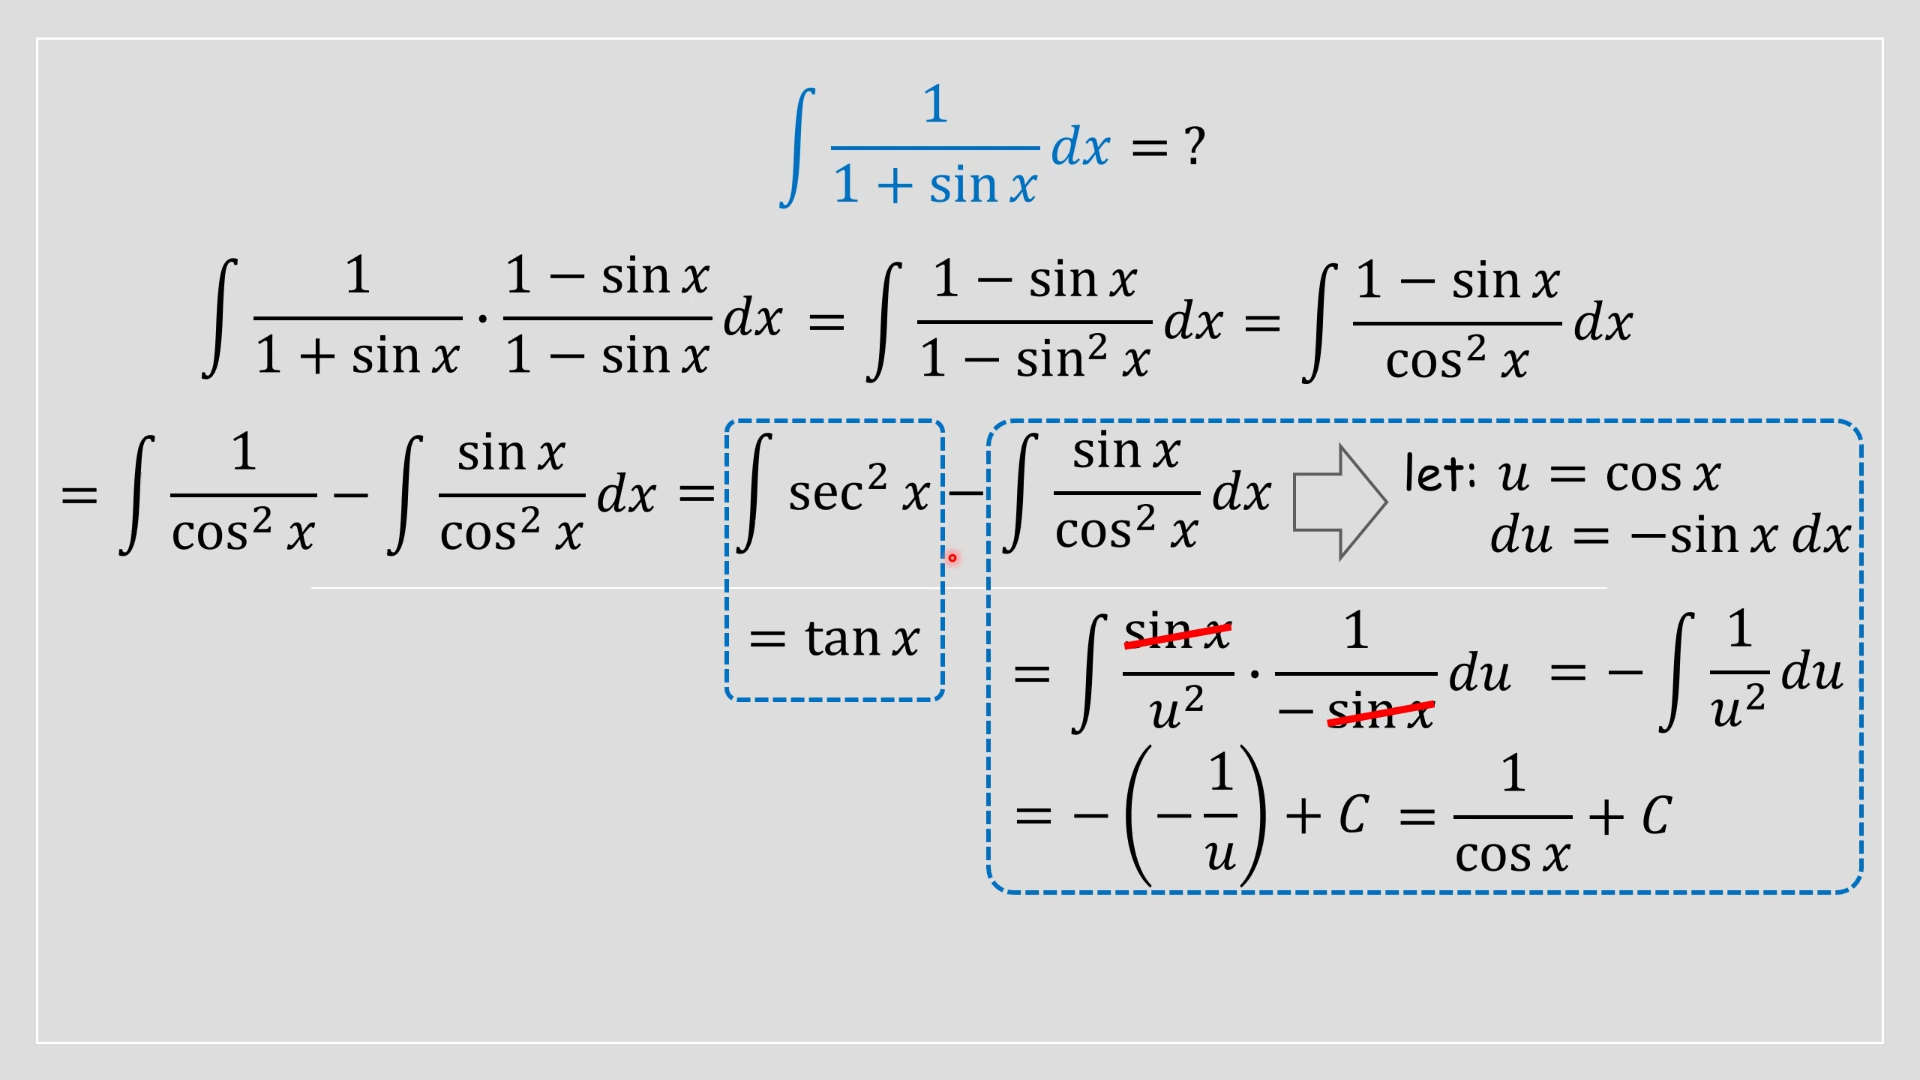 ∫ 1/(1 + sin x) dx = ?
∫ 1/(1 + sin x) · (1 − sin x)/(1 − sin x) dx = ∫ (1 − sin x)/(1 − sin² x) dx = ∫ (1 − sin x)/(cos² x) dx
= ∫ 1/(cos² x) − ∫ (sin x)/(cos² x) dx = ∫ sec² x − ∫ (sin x)/(cos² x) dx let: u = cos x
du = −sin x dx
= tan x
= ∫ (sin x)/(u²) · 1/(− sin x) du = − ∫ 1/(u²) du
= − (− 1/u) + C = 1/(cos x) + C